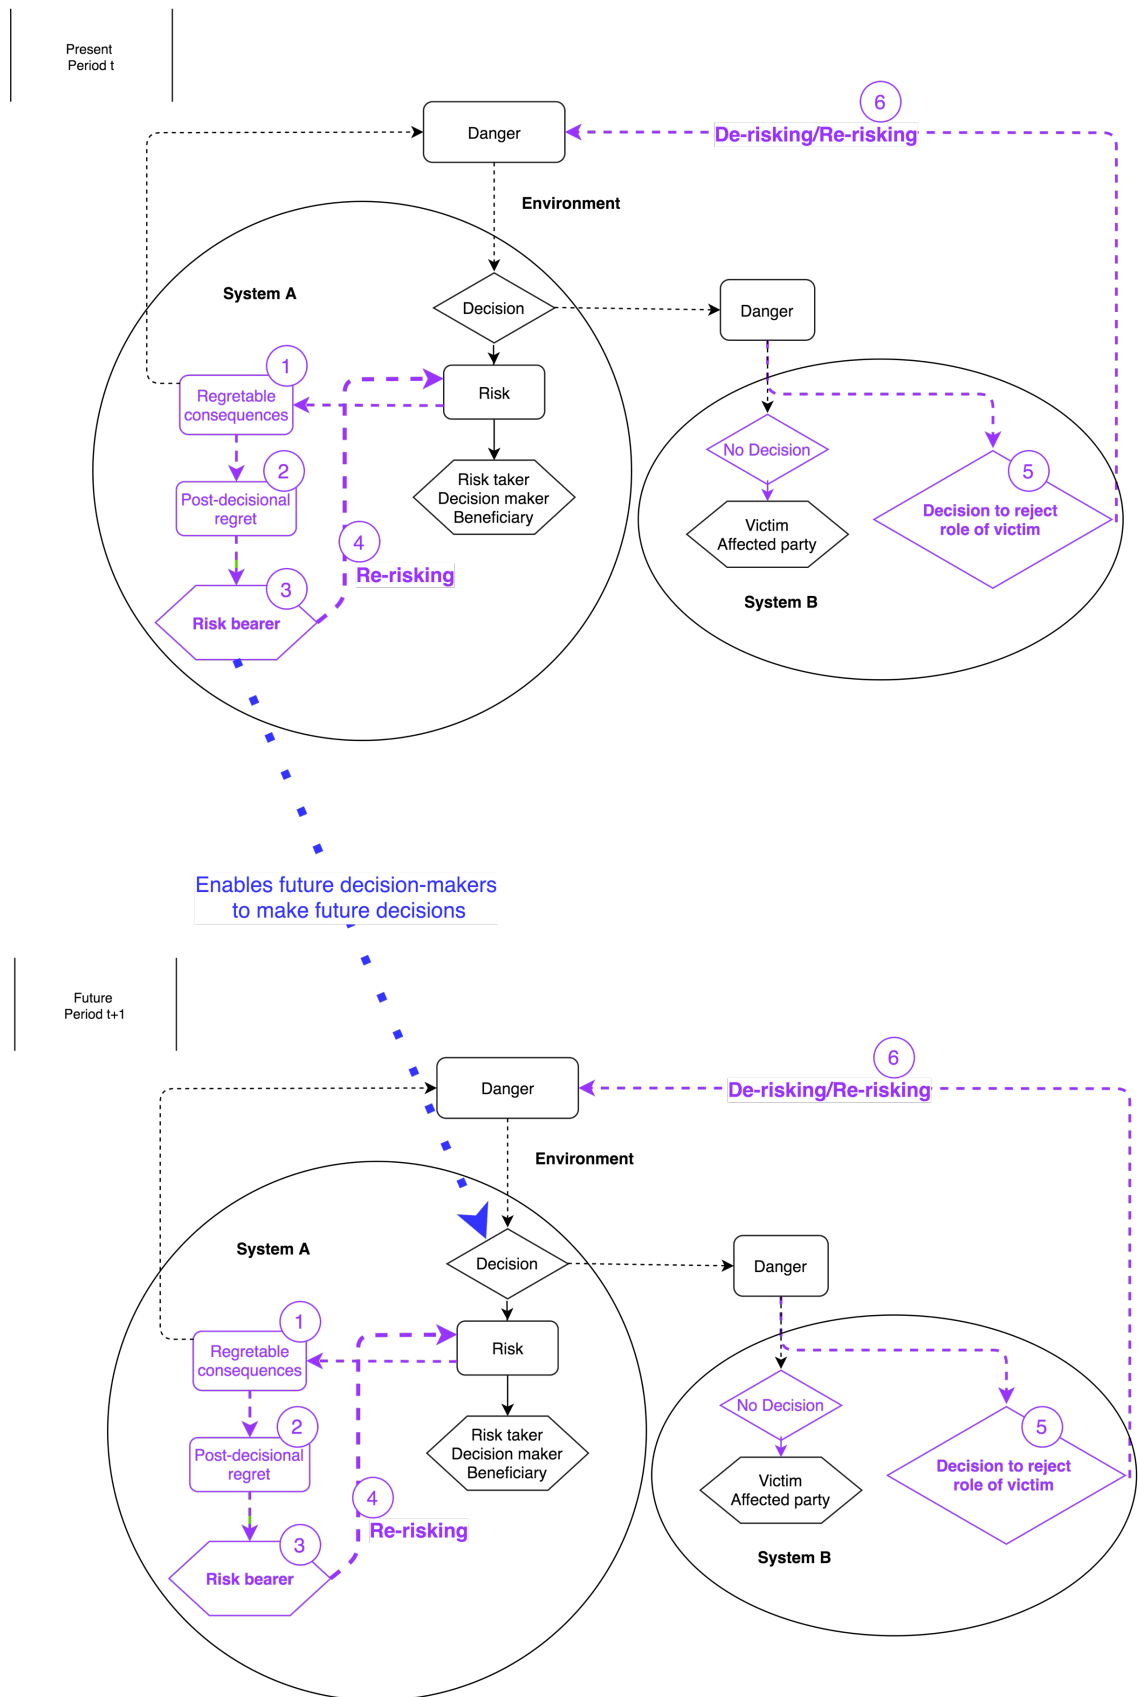 Present
Period t
6
Danger
De-risking/Re-risking
Environment
System A
Decision
Danger
1
Regretable
consequences
Risk
No Decision
2
Post-decisional
regret
Risk taker
Decision maker
Beneficiary
5
Decision to reject
role of victim
Victim
Affected party
4
Re-risking
3
Risk bearer
System B
Enables future decision-makers
to make future decisions
Future
Period t+1
6
Danger
De-risking/Re-risking
Environment
System A
Decision
Danger
1
Regretable
consequences
Risk
No Decision
2
Post-decisional
regret
Risk taker
Decision maker
Beneficiary
5
Decision to reject
role of victim
Victim
Affected party
4
Re-risking
3
Risk bearer
System B